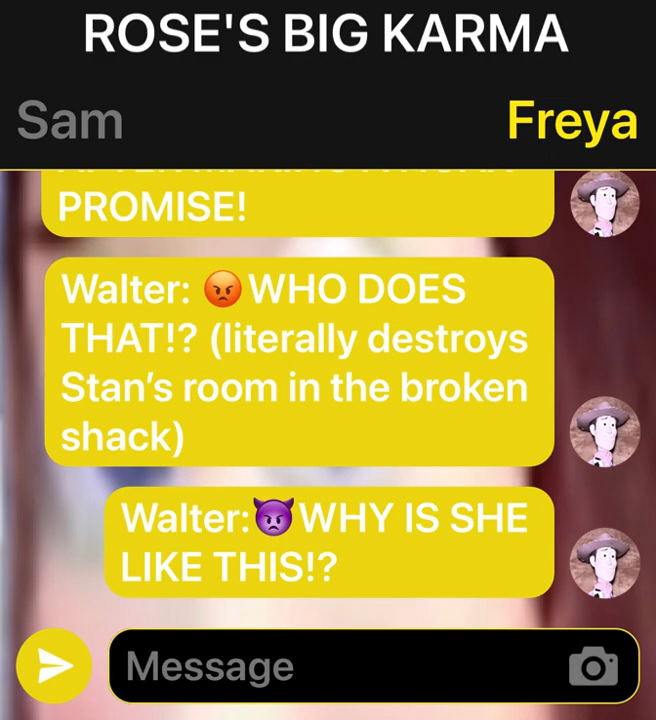 ROSE'S BIG KARMA
Sam
Freya
PROMISE!
Walter: 😡WHO DOES
THAT!? (literally destroys
Stan’s room in the broken
shack)
Walter:👿WHY IS SHE
LIKE THIS!?
Message